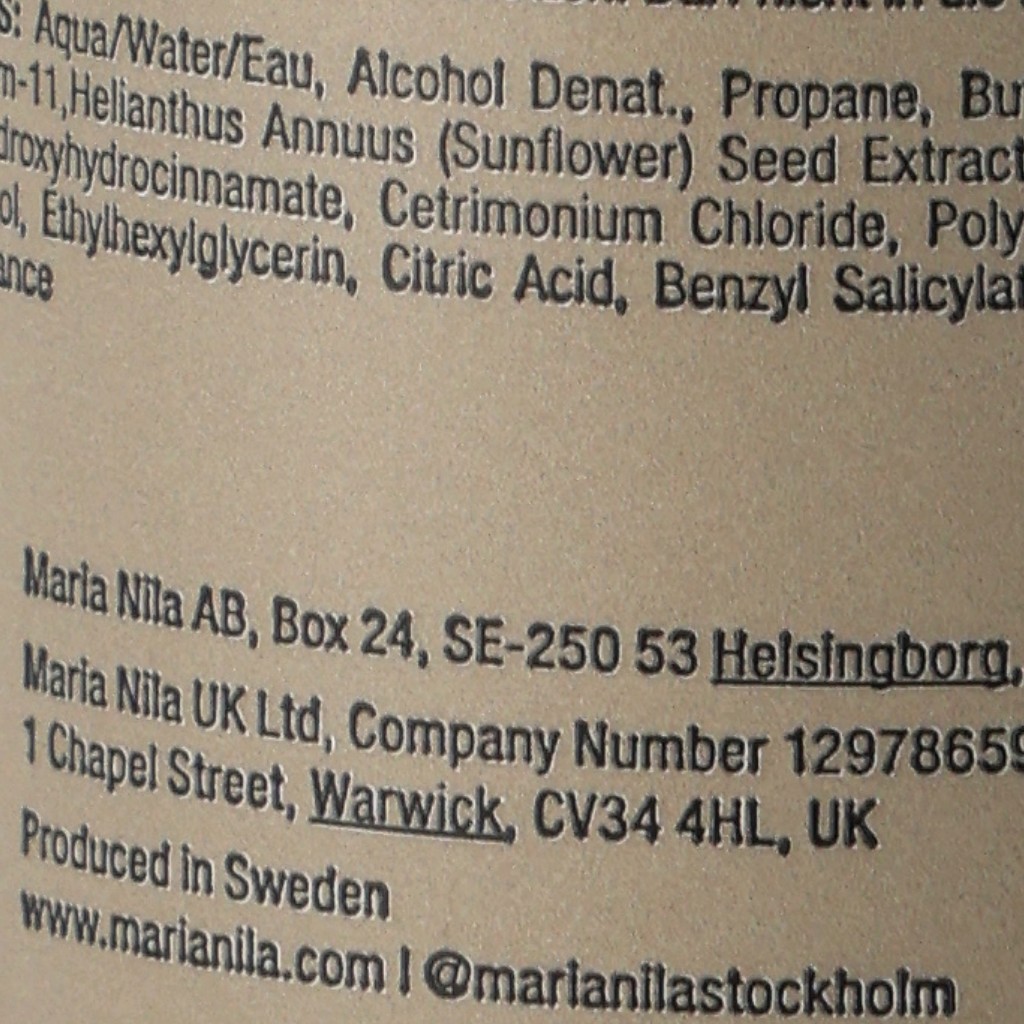 s: Aqua/Water/Eau, Alcohol Denat., Propane, Bu
m-11,Helianthus Annuus (Sunflower) Seed Extract
droxyhydrocinnamate, Cetrimonium Chloride, Poly
ol, Ethylhexylglycerin, Citric Acid, Benzyl Salicylat
ance
Maria Nila AB, Box 24, SE-250 53 Helsingborg,
Maria Nila UK Ltd, Company Number 12978659
1 Chapel Street, Warwick, CV34 4HL, UK
Produced in Sweden
www.marianila.com | @marianilastockholm